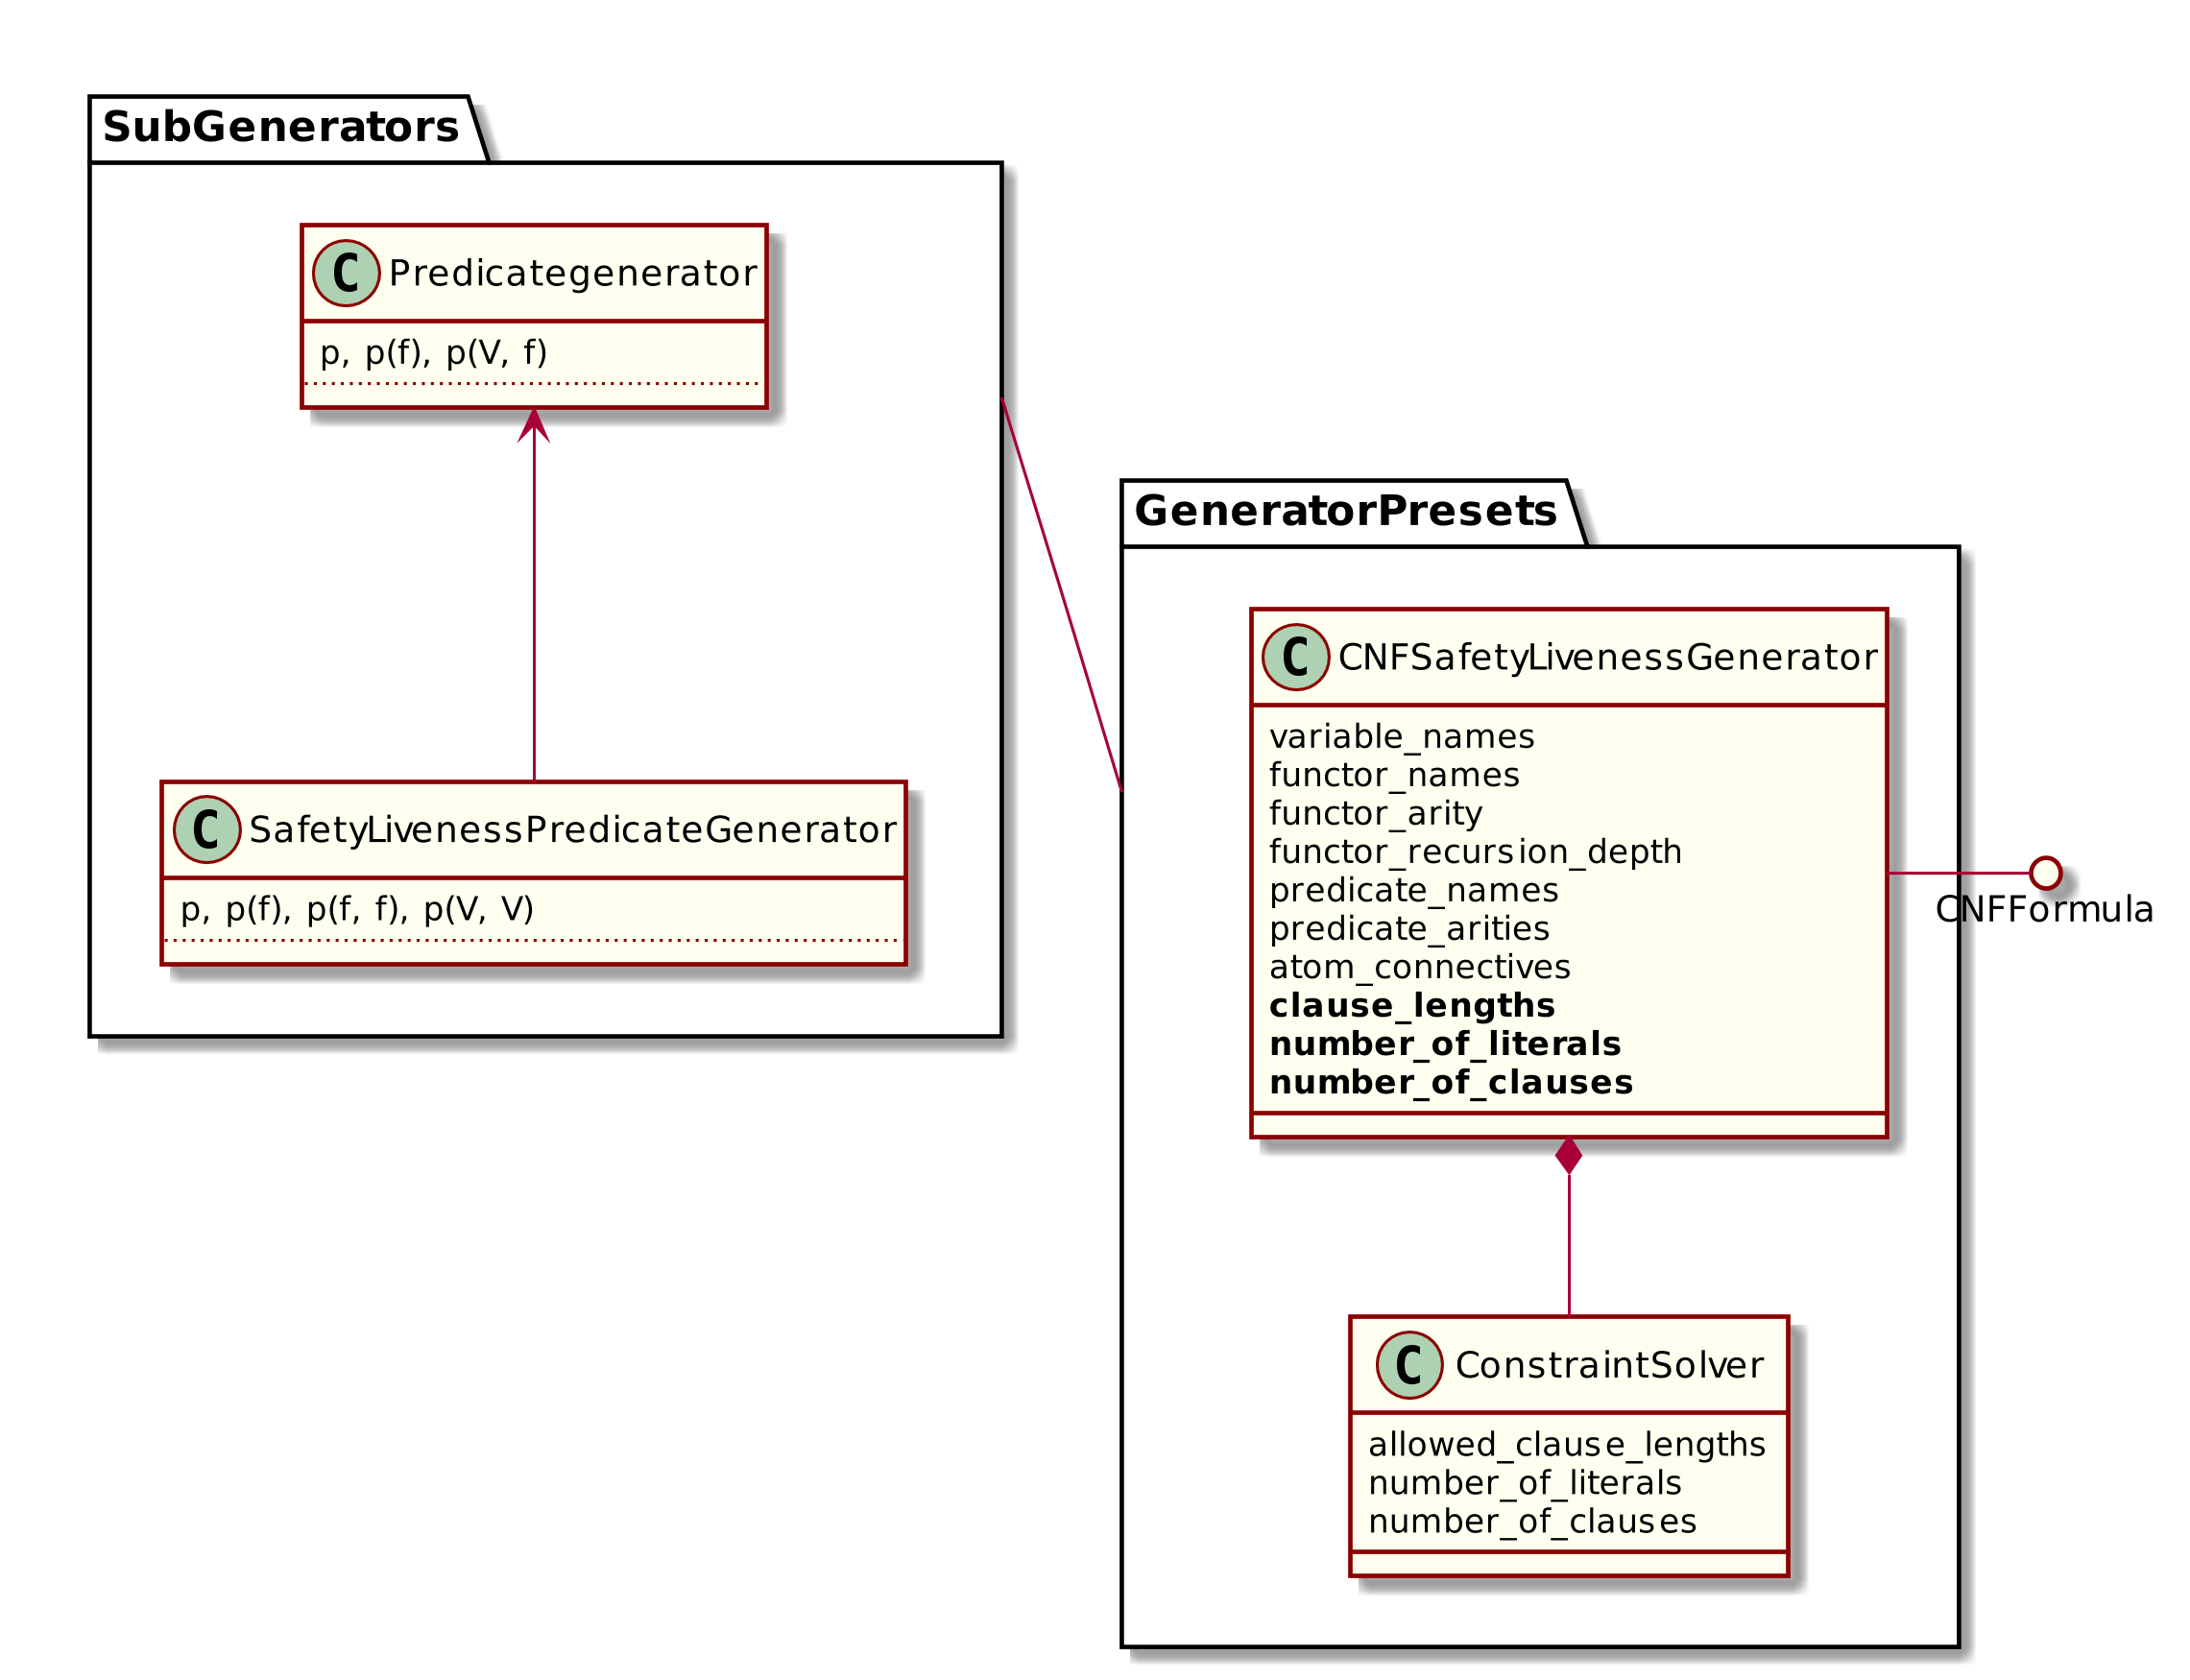 SubGenerators
C Predicategenerator
p, p(f), p(V, f)
C SafetyLivenessPredicateGenerator
p, p(f), p(f, f), p(V, V)
GeneratorPresets
C CNFSafetyLivenessGenerator
variable_names
functor_names
functor_arity
functor_recursion_depth
predicate_names
predicate_arities
atom_connectives
clause_lengths
number_of_literals
number_of_clauses
CNFFormula
C ConstraintSolver
allowed_clause_lengths
number_of_literals
number_of_clauses